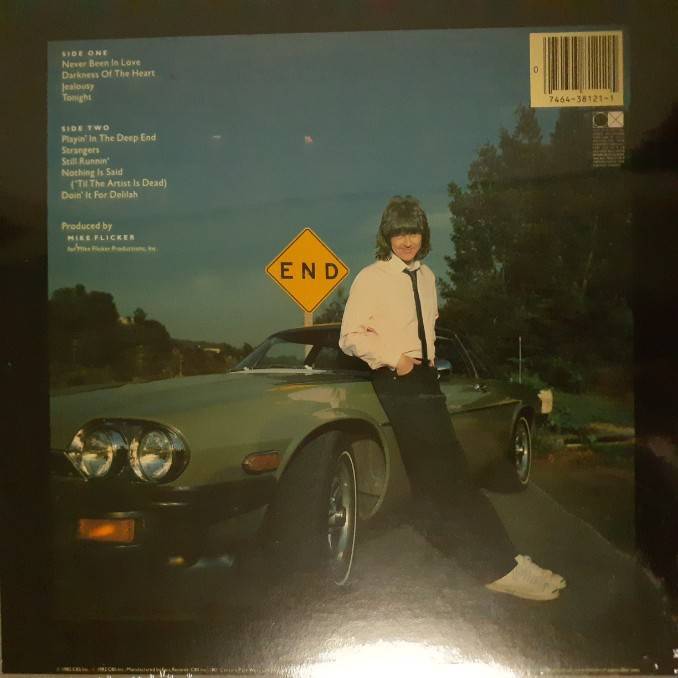 SIDE ONE
Never Been In Love
Darkness Of The Heart
Jealousy
Tonight
SIDE TWO
Playin' In The Deep End
Strangers
Still Runnin'
Nothing Is Said
('Til The Artist Is Dead)
Doin' It For Delilah
Produced by
MIKE FLICKER
for Mike Flicker Productions, Inc.
0
7464-38121-1
END